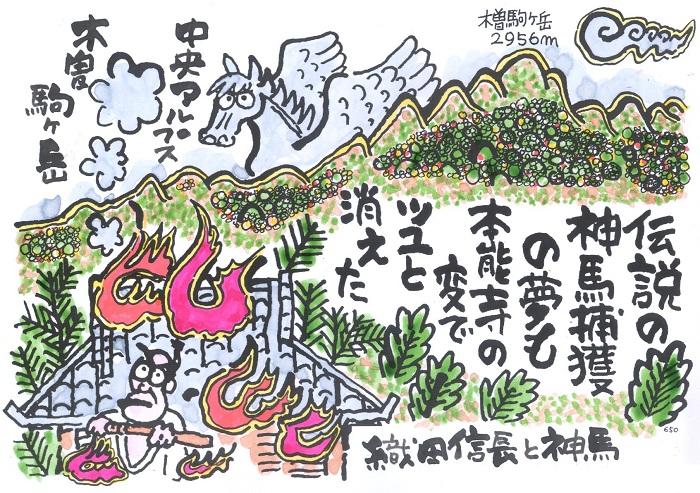 木曽駒ヶ岳
2956m
中央アルプス
木曽
駒ヶ岳
伝説の
神馬捕獲
の夢も
本能寺の
変で
ツユと
消えた
織田信長と神馬
650